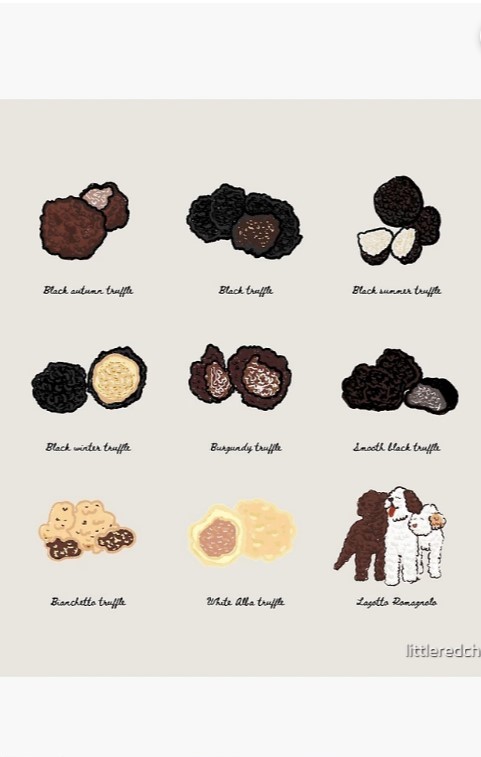 Black autumn truffle
Black truffle
Black summer truffle
Black winter truffle
Burgundy truffle
Smooth black truffle
Bianchetto truffle
White Alba truffle
Lagotto Romagnolo
littleredch